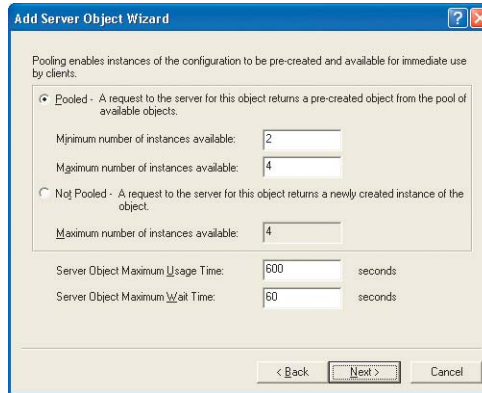 Add Server Object Wizard
Pooling enables instances of the configuration to be pre-created and available for immediate use
by clients.
Pooled - A request to the server for this object returns a pre-created object from the pool of
available objects.
Minimum number of instances available: 2
Maximum number of instances available: 4
Not Pooled - A request to the server for this object returns a newly created instance of the
object.
Maximum number of instances available: 4
Server Object Maximum Usage Time: 600 seconds
Server Object Maximum Wait Time: 60 seconds
< Back Next > Cancel